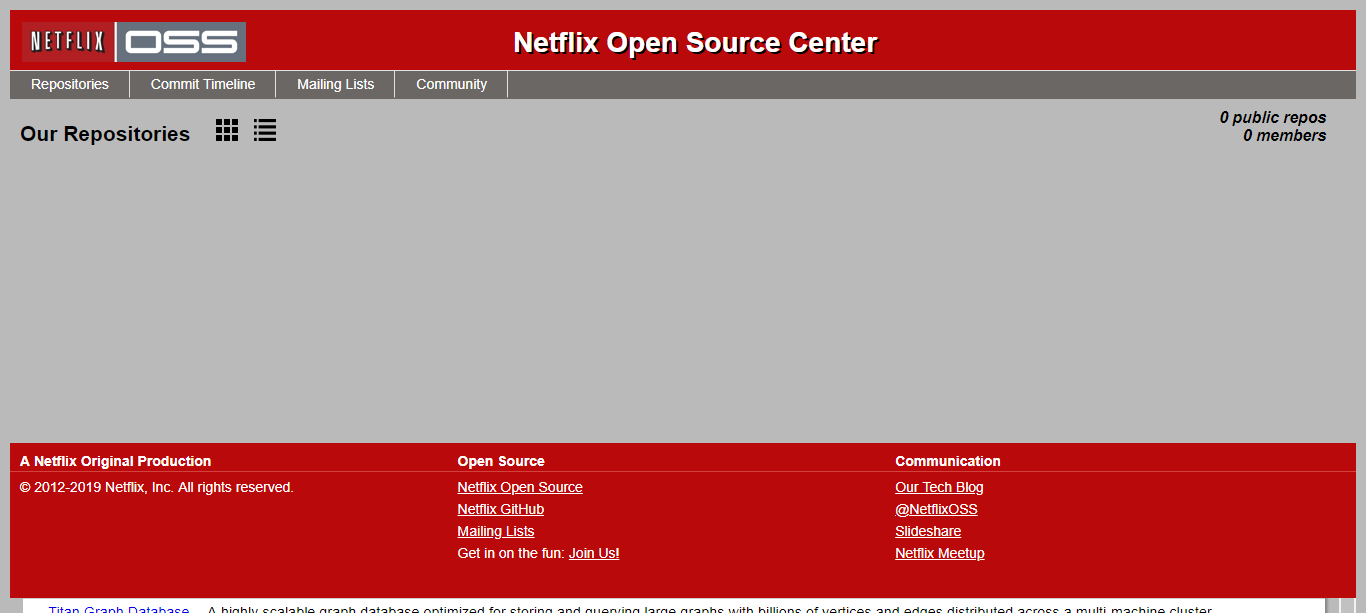 NETFLIX OSS
Netflix Open Source Center
Repositories Commit Timeline Mailing Lists Community
Our Repositories
0 public repos
0 members
A Netflix Original Production
© 2012-2019 Netflix, Inc. All rights reserved.
Open Source
Netflix Open Source
Netflix GitHub
Mailing Lists
Get in on the fun: Join Us!
Communication
Our Tech Blog
@NetflixOSS
Slideshare
Netflix Meetup
Titan Graph Database A highly scalable graph database optimized for storing and querying large graphs with billions of vertices and edges distributed across a multi-machine cluster.